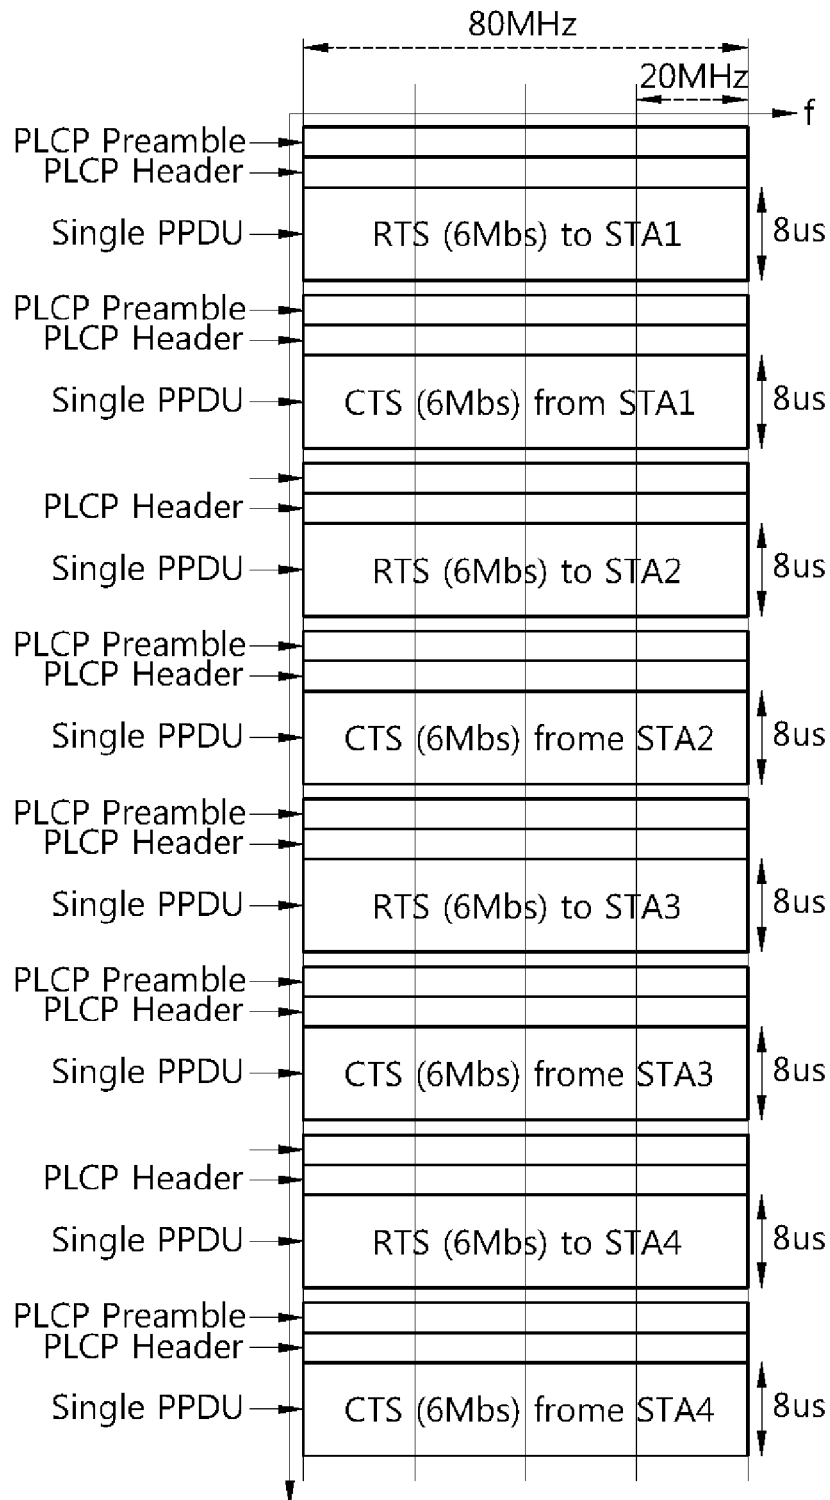 80MHz
20MHz
f
PLCP Preamble
PLCP Header
Single PPDU
RTS (6Mbs) to STA1
8us
PLCP Preamble
PLCP Header
Single PPDU
CTS (6Mbs) from STA1
8us
PLCP Header
Single PPDU
RTS (6Mbs) to STA2
8us
PLCP Preamble
PLCP Header
Single PPDU
CTS (6Mbs) frome STA2
8us
PLCP Preamble
PLCP Header
Single PPDU
RTS (6Mbs) to STA3
8us
PLCP Preamble
PLCP Header
Single PPDU
CTS (6Mbs) frome STA3
8us
PLCP Header
Single PPDU
RTS (6Mbs) to STA4
8us
PLCP Preamble
PLCP Header
Single PPDU
CTS (6Mbs) frome STA4
8us